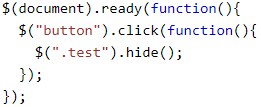 $(document).ready(function(){
  $("button").click(function(){
    $(".test").hide();
  });
});